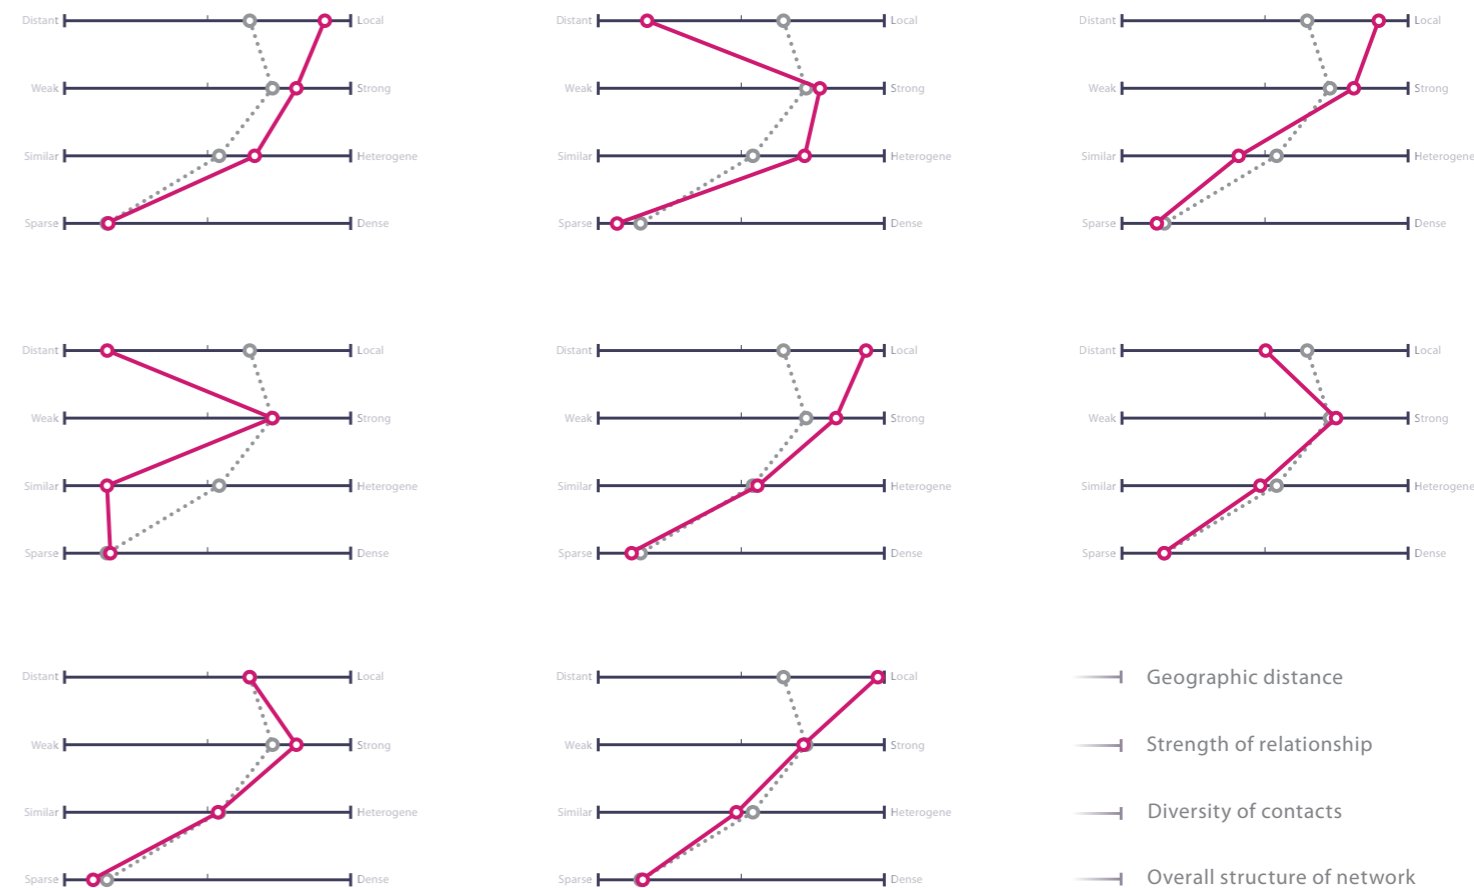 Distant Local
Weak Strong
Similar Heterogene
Sparse Dense
Distant Local
Weak Strong
Similar Heterogene
Sparse Dense
Distant Local
Weak Strong
Similar Heterogene
Sparse Dense
Distant Local
Weak Strong
Similar Heterogene
Sparse Dense
Distant Local
Weak Strong
Similar Heterogene
Sparse Dense
Distant Local
Weak Strong
Similar Heterogene
Sparse Dense
Distant Local
Weak Strong
Similar Heterogene
Sparse Dense
Distant Local
Weak Strong
Similar Heterogene
Sparse Dense
Geographic distance
Strength of relationship
Diversity of contacts
Overall structure of network